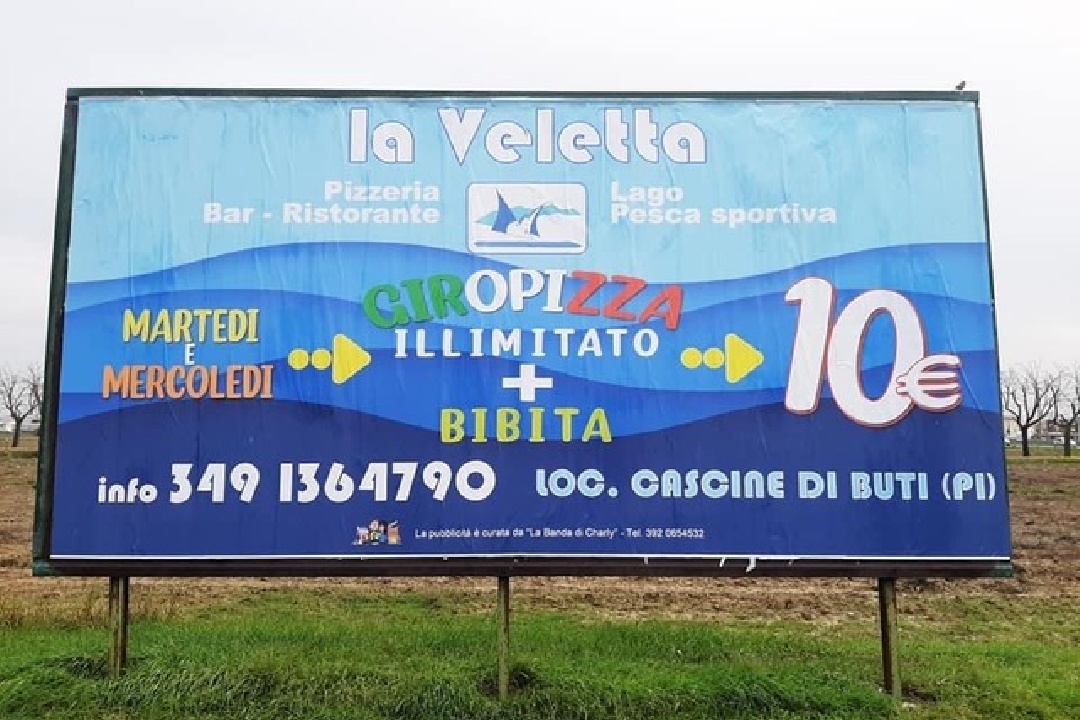 la Veletta
Pizzeria
Bar - Ristorante
Lago
Pesca sportiva
MARTEDI
E
MERCOLEDI
GIROPIZZA
ILLIMITATO
+
BIBITA
10€
info 349 1364790
LOC. CASCINE DI BUTI (PI)
La pubblicità è curata da "La Banda di Charly" - Tel. 392 0654532